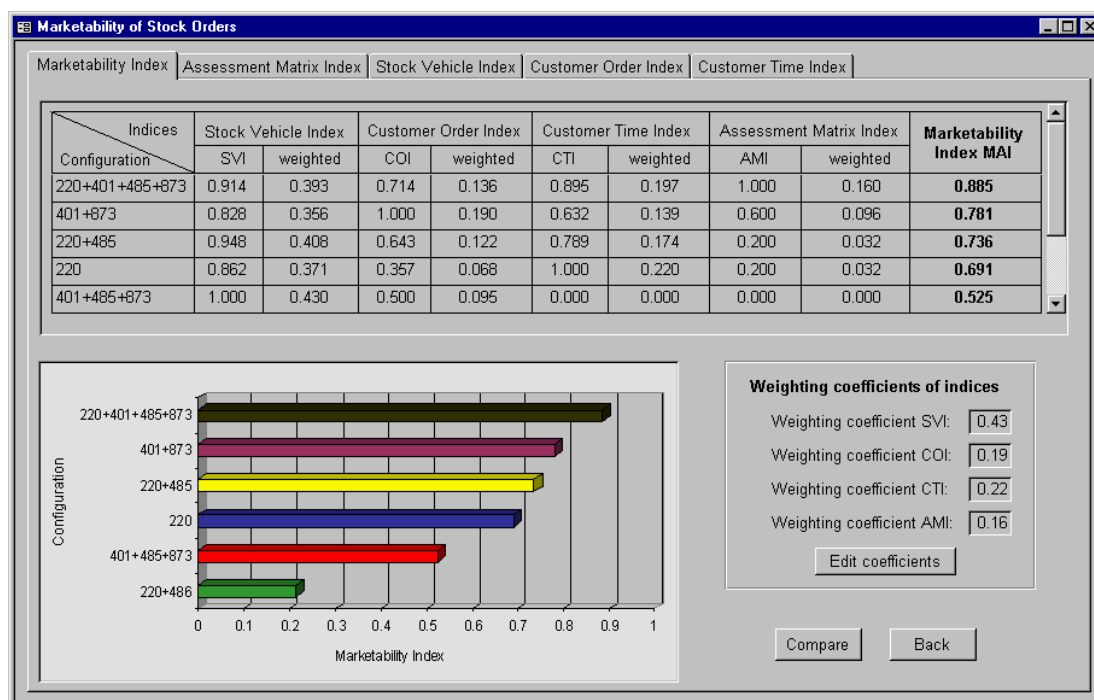 Marketability of Stock Orders
Marketability Index Assessment Matrix Index Stock Vehicle Index Customer Order Index Customer Time Index
Indices Stock Vehicle Index Customer Order Index Customer Time Index Assessment Matrix Index Marketability Index MAI
Configuration SVI weighted COI weighted CTI weighted AMI weighted
220+401+485+873 0.914 0.393 0.714 0.136 0.895 0.197 1.000 0.160 0.885
401+873 0.828 0.356 1.000 0.190 0.632 0.139 0.600 0.096 0.781
220+485 0.948 0.408 0.643 0.122 0.789 0.174 0.200 0.032 0.736
220 0.862 0.371 0.357 0.068 1.000 0.220 0.200 0.032 0.691
401+485+873 1.000 0.430 0.500 0.095 0.000 0.000 0.000 0.000 0.525
Configuration
220+401+485+873
401+873
220+485
220
401+485+873
220+486
0 0.1 0.2 0.3 0.4 0.5 0.6 0.7 0.8 0.9 1
Marketability Index
Weighting coefficients of indices
Weighting coefficient SVI: 0.43
Weighting coefficient COI: 0.19
Weighting coefficient CTI: 0.22
Weighting coefficient AMI: 0.16
Edit coefficients
Compare Back